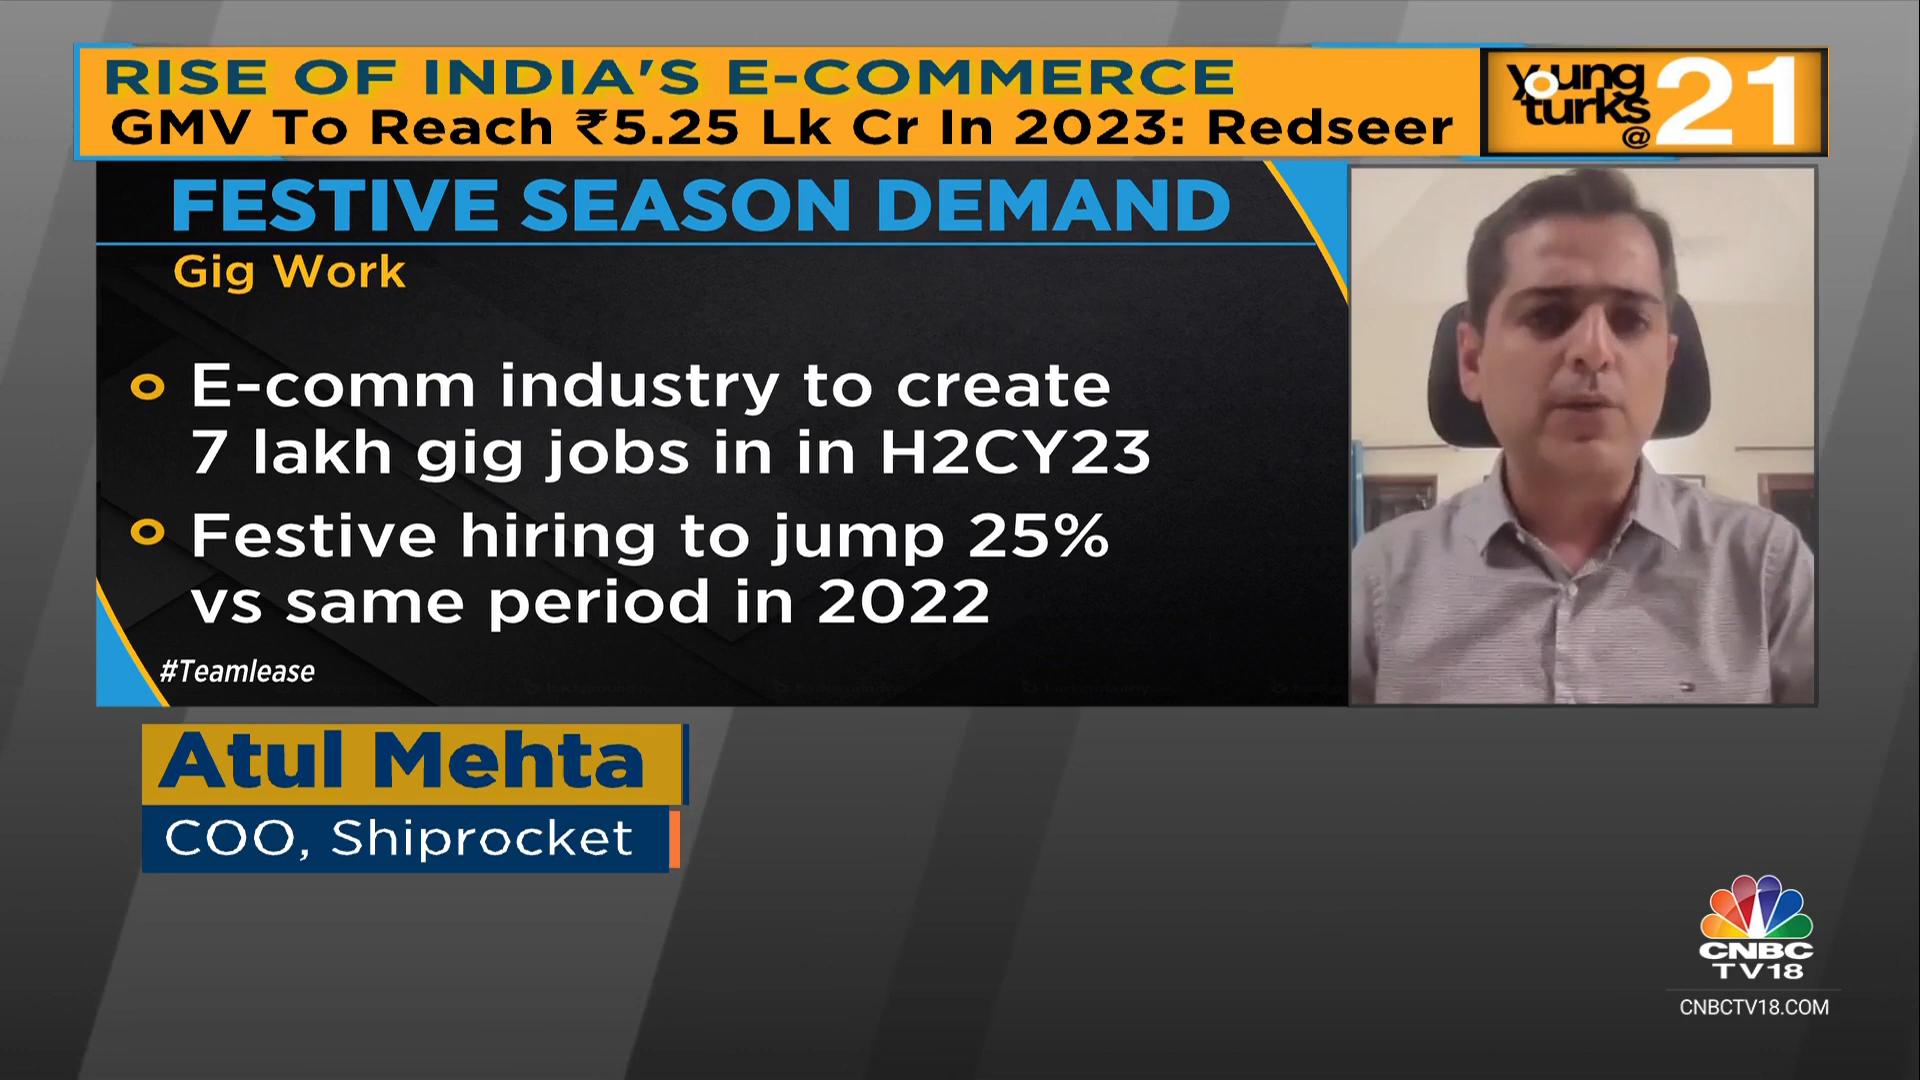 RISE OF INDIA'S E-COMMERCE
GMV To Reach ₹5.25 Lk Cr In 2023: Redseer
young
turks
@
21
FESTIVE SEASON DEMAND
Gig Work
E-comm industry to create
7 lakh gig jobs in in H2CY23
Festive hiring to jump 25%
vs same period in 2022
#Teamlease
Atul Mehta
COO, Shiprocket
CNBC
TV18
CNBCTV18.COM